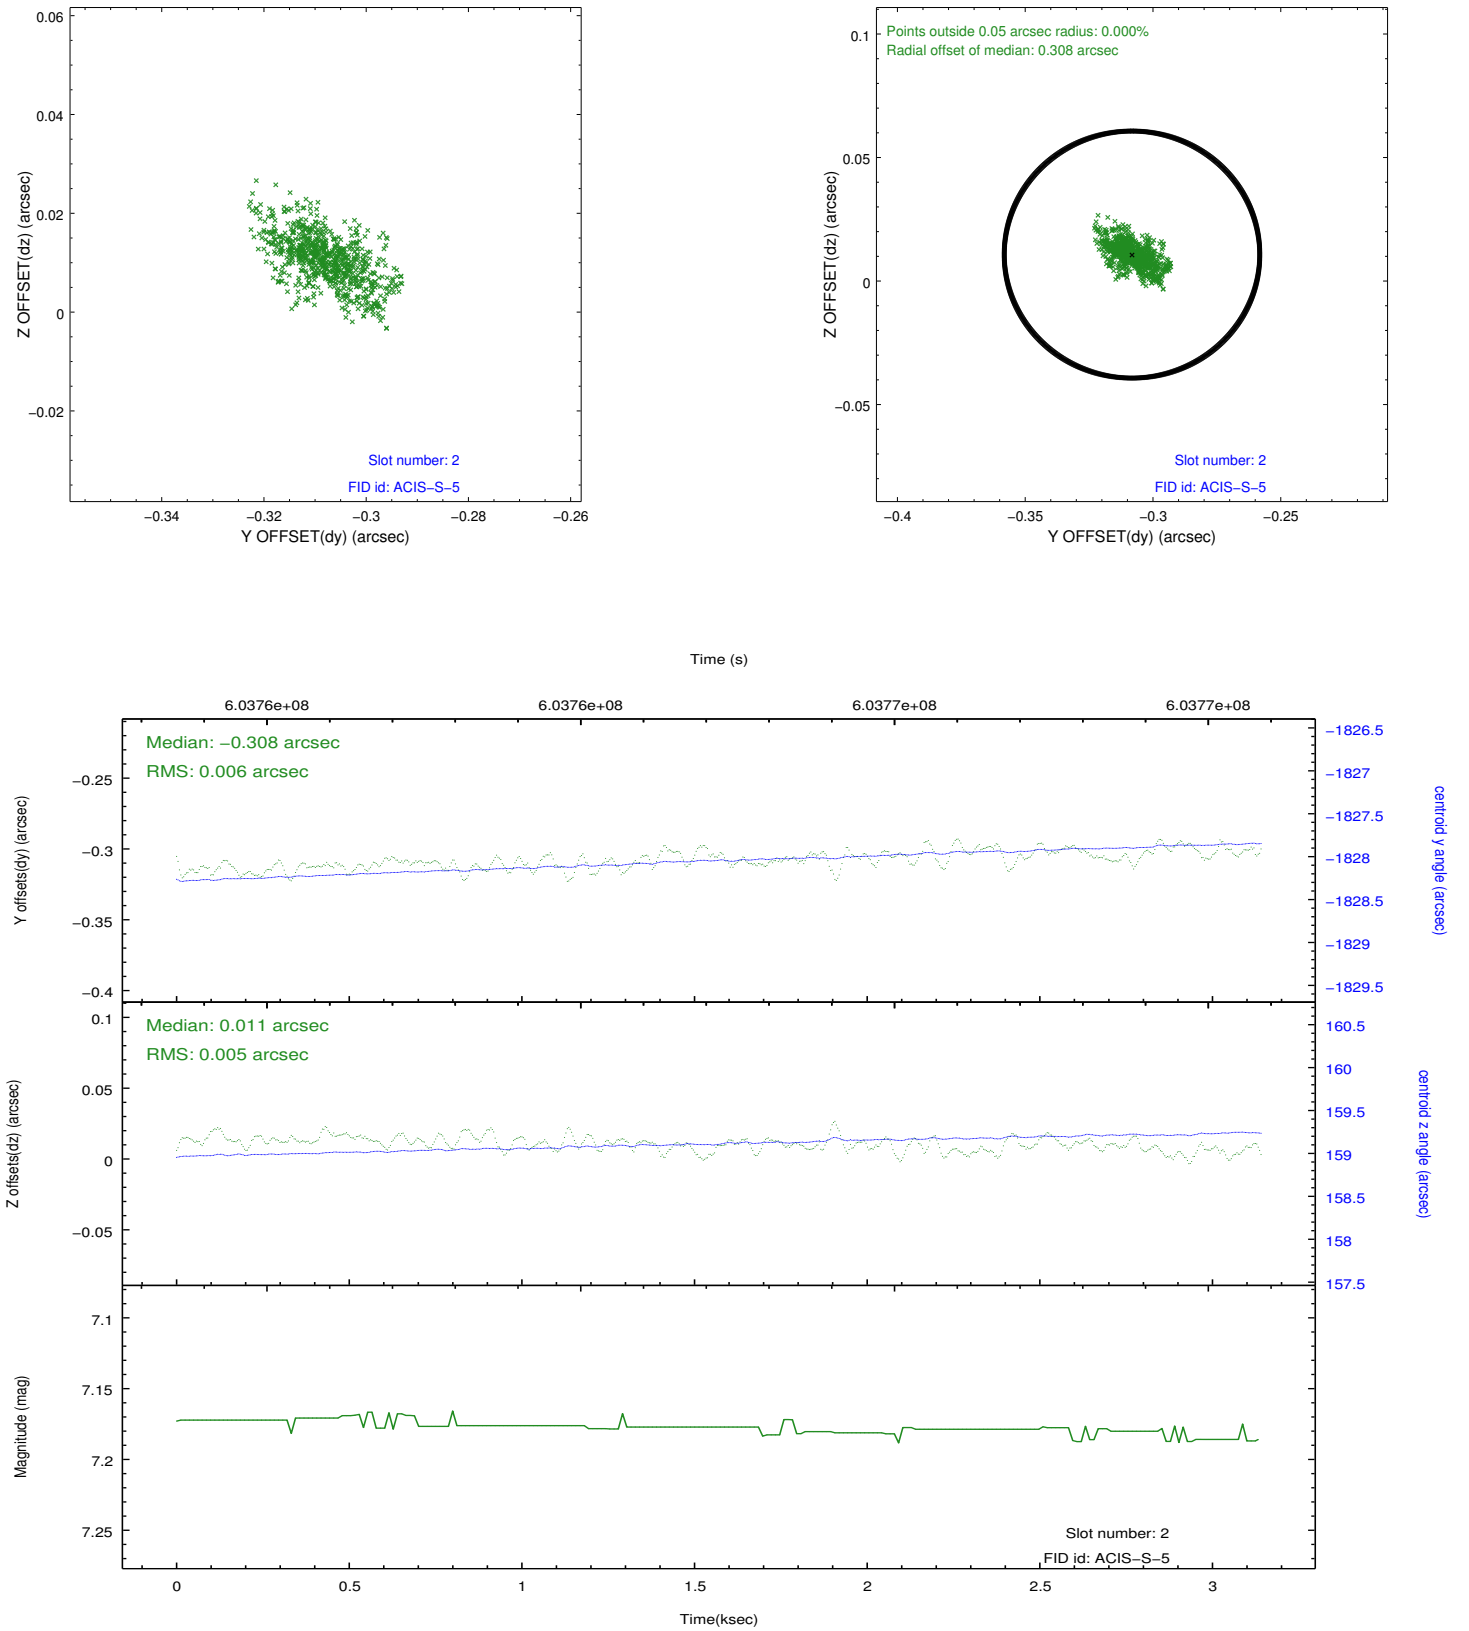 0.06
0.04
0.02
0
−0.02
Z OFFSET(dz) (arcsec)
Slot number: 2
FID id: ACIS−S−5
−0.34
−0.32
−0.3
−0.28
−0.26
Y OFFSET(dy) (arcsec)
Points outside 0.05 arcsec radius: 0.000%
Radial offset of median: 0.308 arcsec
0.1
0.05
0
−0.05
Z OFFSET(dz) (arcsec)
Slot number: 2
FID id: ACIS−S−5
−0.4
−0.35
−0.3
−0.25
Y OFFSET(dy) (arcsec)
Time (s)
6.0376e+08
6.0376e+08
6.0377e+08
6.0377e+08
Median: −0.308 arcsec
RMS: 0.006 arcsec
−0.25
−0.3
−0.35
−0.4
Y offsets(dy) (arcsec)
−1826.5
−1827
−1827.5
−1828
−1828.5
−1829
−1829.5
centroid y angle (arcsec)
Median: 0.011 arcsec
RMS: 0.005 arcsec
0.1
0.05
0
−0.05
Z offsets(dz) (arcsec)
160.5
160
159.5
159
158.5
158
157.5
centroid z angle (arcsec)
7.1
7.15
7.2
7.25
Magnitude (mag)
Slot number: 2
FID id: ACIS−S−5
0
0.5
1
1.5
2
2.5
3
Time(ksec)